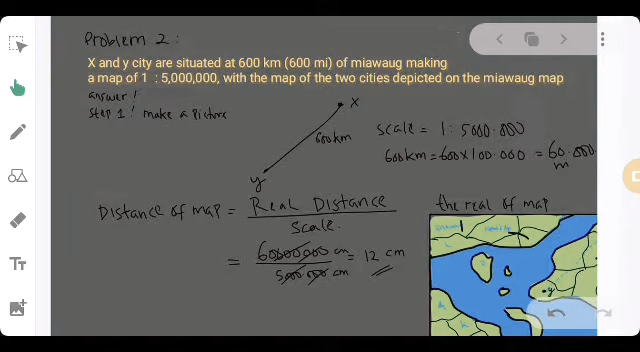 Problem 2 :
X and y city are situated at 600 km (600 mi) of miawaug making
a map of 1 : 5,000,000, with the map of the two cities depicted on the miawaug map
answer !
Step 1 ! make a picture
X
600km
y
scale = 1 : 5000.000
600km = 600 x 100.000 = 60.000.
m
Distance of map = Real Distance
scale.
= 60000000 cm = 12 cm
5000.000 cm
the real of map
y
Tt